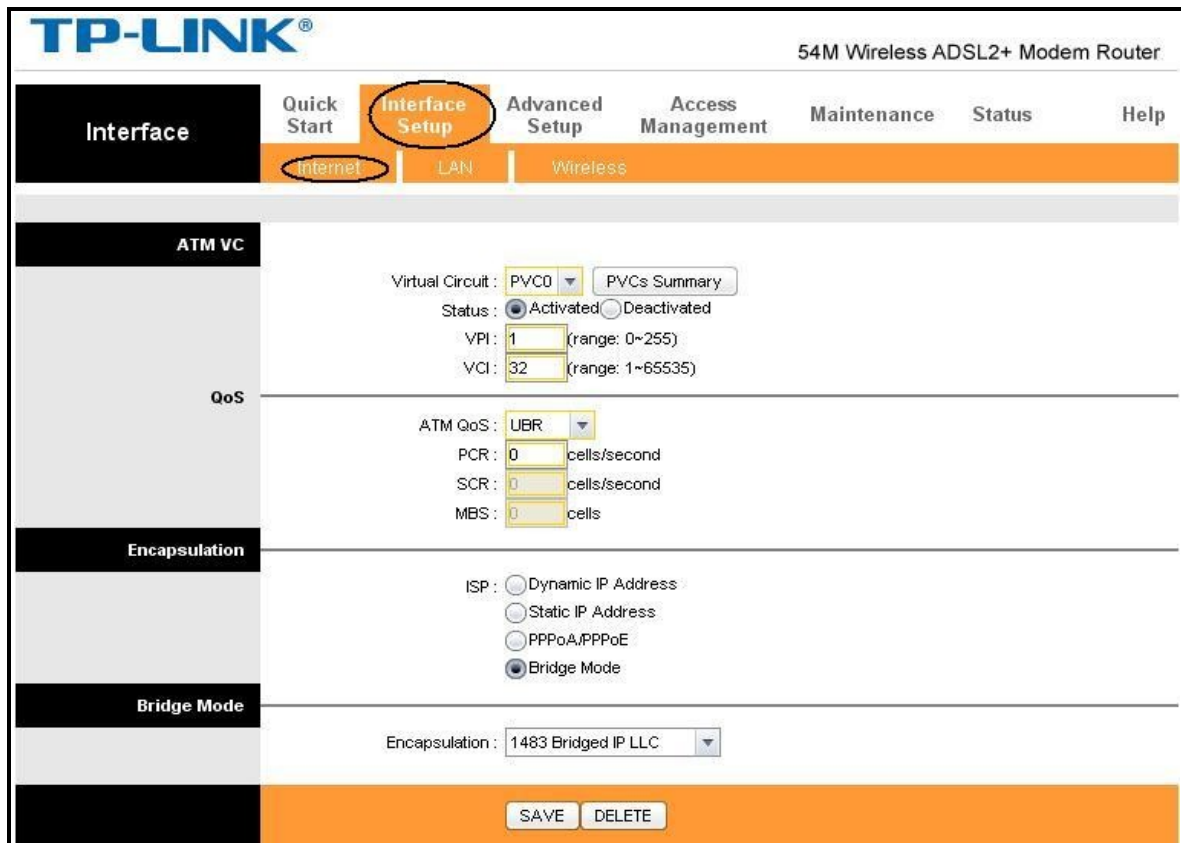 TP-LINK®
54M Wireless ADSL2+ Modem Router
Interface
Quick Start
Interface Setup
Advanced Setup
Access Management
Maintenance
Status
Help
Internet
LAN
Wireless
ATM VC
Virtual Circuit : PVC0 PVCs Summary
Status : Activated Deactivated
VPI : 1 (range: 0~255)
VCI : 32 (range: 1~65535)
QoS
ATM QoS : UBR
PCR : 0 cells/second
SCR : 0 cells/second
MBS : 0 cells
Encapsulation
ISP : Dynamic IP Address
Static IP Address
PPPoA/PPPoE
Bridge Mode
Bridge Mode
Encapsulation : 1483 Bridged IP LLC
SAVE DELETE